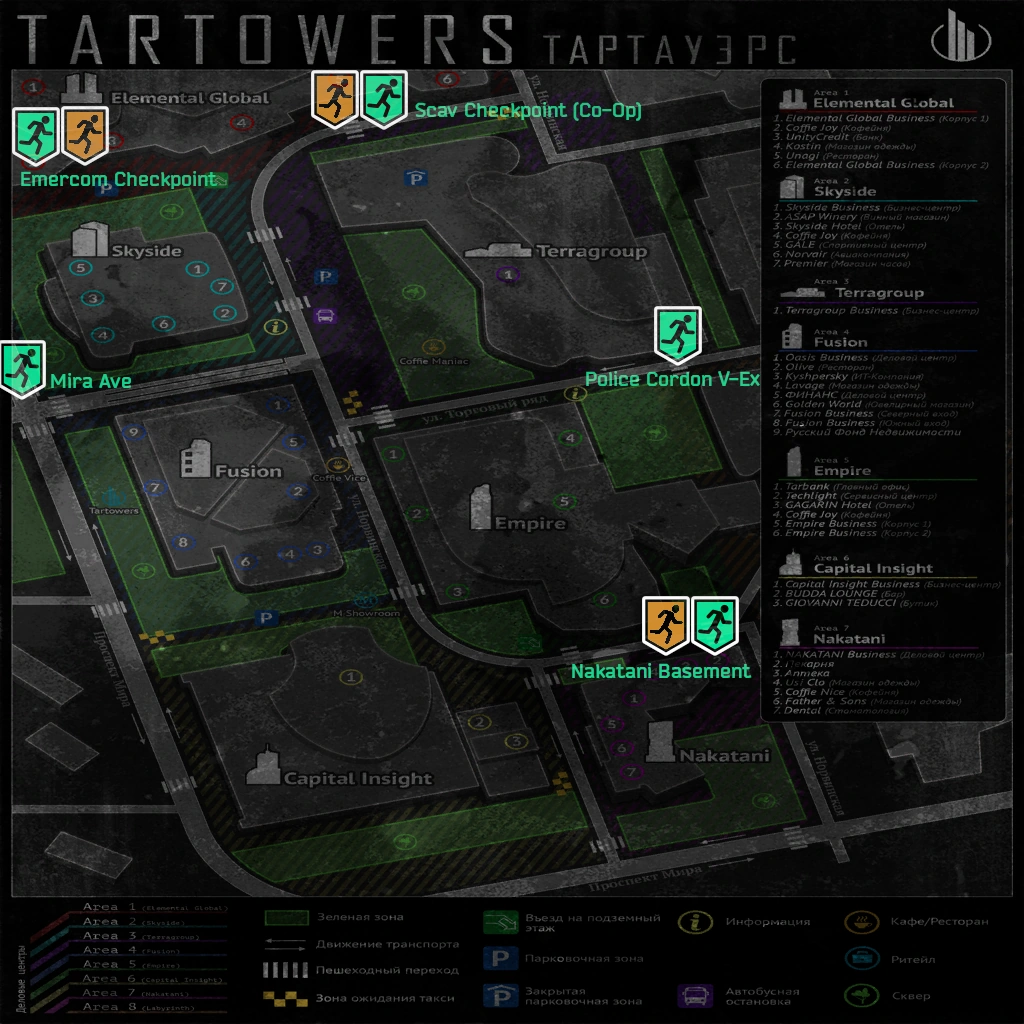 TARTOWERS ТАРТАУЭРС
Elemental Global
Scav Checkpoint (Co-Op)
Emercom Checkpoint
Skyside
Terragroup
Coffie Maniac
Mira Ave
Police Cordon V-Ex
ул. Торговый ряд
Fusion
Coffie Vice
Tartowers
Empire
M-Showroom
Nakatani Basement
Проспект Мира
Capital Insight
Nakatani
Проспект Мира
Area 1
Elemental Global
1. Elemental Global Business (Корпус 1)
2. Coffie Joy (Кофейня)
3. UnityCredit (Банк)
4. Kostin (Магазин одежды)
5. Unagi (Ресторан)
6. Elemental Global Business (Корпус 2)
Area 2
Skyside
1. Skyside Business (Бизнес-центр)
2. ASAP Winery (Винный магазин)
3. Skyside Hotel (Отель)
4. Coffie Joy (Кофейня)
5. GALE (Спортивный центр)
6. Norvair (Авиакомпания)
7. Premier (Магазин часов)
Area 3
Terragroup
1. Terragroup Business (Бизнес-центр)
Area 4
Fusion
1. Oasis Business (Деловой центр)
2. Olive (Ресторан)
3. Kyshpersky (ИТ-Компания)
4. Lavage (Магазин одежды)
5. ФИНАНС (Деловой центр)
6. Golden World (Ювелирный магазин)
7. Fusion Business (Северный вход)
8. Fusion Business (Южный вход)
9. Русский Фонд Недвижимости
Area 5
Empire
1. Tarbank (Главный офис)
2. Techlight (Сервисный центр)
3. GAGARIN Hotel (Отель)
4. Coffie Joy (Кофейня)
5. Empire Business (Корпус 1)
6. Empire Business (Корпус 2)
Area 6
Capital Insight
1. Capital Insight Business (Бизнес-центр)
2. BUDDA LOUNGE (Бар)
3. GIOVANNI TEDUCCI (Бутик)
Area 7
Nakatani
1. NAKATANI Business (Деловой центр)
2. Пекарня
3. Аптека
4. Us! Clo (Магазин одежды)
5. Coffie Nice (Кофейня)
6. Father & Sons (Магазин одежды)
7. Dental (Стоматология)
Деловые центры
Area 1 (Elemental Global)
Area 2 (Skyside)
Area 3 (Terragroup)
Area 4 (Fusion)
Area 5 (Empire)
Area 6 (Capital Insight)
Area 7 (Nakatani)
Area 8 (Labyrinth)
Зеленая зона
Движение транспорта
Пешеходный переход
Зона ожидания такси
Въезд на подземный
этаж
Парковочная зона
Закрытая
парковочная зона
Информация
Автобусная
остановка
Кафе/Ресторан
Ритейл
Сквер